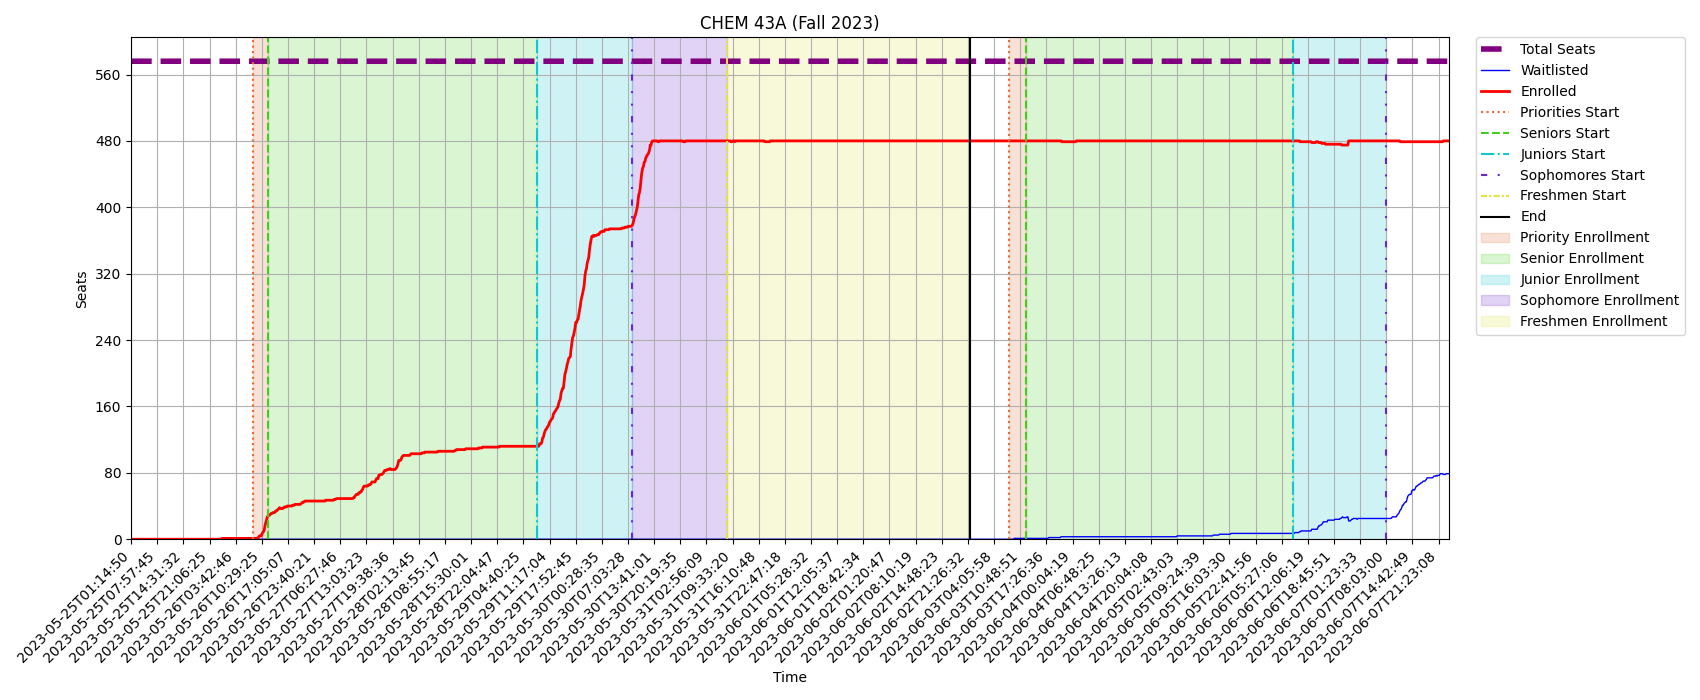 CHEM 43A (Fall 2023)
Seats
560
480
400
320
240
160
80
0
2023-05-25T01:14:50
2023-05-25T07:57:45
2023-05-25T14:31:32
2023-05-25T21:06:25
2023-05-26T03:42:46
2023-05-26T10:29:25
2023-05-26T17:05:07
2023-05-26T23:40:21
2023-05-27T06:27:46
2023-05-27T13:03:23
2023-05-27T19:38:36
2023-05-28T02:13:45
2023-05-28T08:55:17
2023-05-28T15:30:01
2023-05-28T22:04:47
2023-05-29T04:40:25
2023-05-29T11:17:04
2023-05-29T17:52:45
2023-05-30T00:28:35
2023-05-30T07:03:28
2023-05-30T13:41:01
2023-05-30T20:19:35
2023-05-31T02:56:09
2023-05-31T09:33:20
2023-05-31T16:10:48
2023-05-31T22:47:18
2023-06-01T05:28:32
2023-06-01T12:05:37
2023-06-01T18:42:34
2023-06-02T01:20:47
2023-06-02T08:10:19
2023-06-02T14:48:23
2023-06-02T21:26:32
2023-06-03T04:05:58
2023-06-03T10:48:51
2023-06-03T17:26:36
2023-06-04T00:04:19
2023-06-04T06:48:25
2023-06-04T13:26:13
2023-06-04T20:04:08
2023-06-05T02:43:03
2023-06-05T09:24:39
2023-06-05T16:03:30
2023-06-05T22:41:56
2023-06-06T05:27:06
2023-06-06T12:06:19
2023-06-06T18:45:51
2023-06-07T01:23:33
2023-06-07T08:03:00
2023-06-07T14:42:49
2023-06-07T21:23:08
Time
Total Seats
Waitlisted
Enrolled
Priorities Start
Seniors Start
Juniors Start
Sophomores Start
Freshmen Start
End
Priority Enrollment
Senior Enrollment
Junior Enrollment
Sophomore Enrollment
Freshmen Enrollment